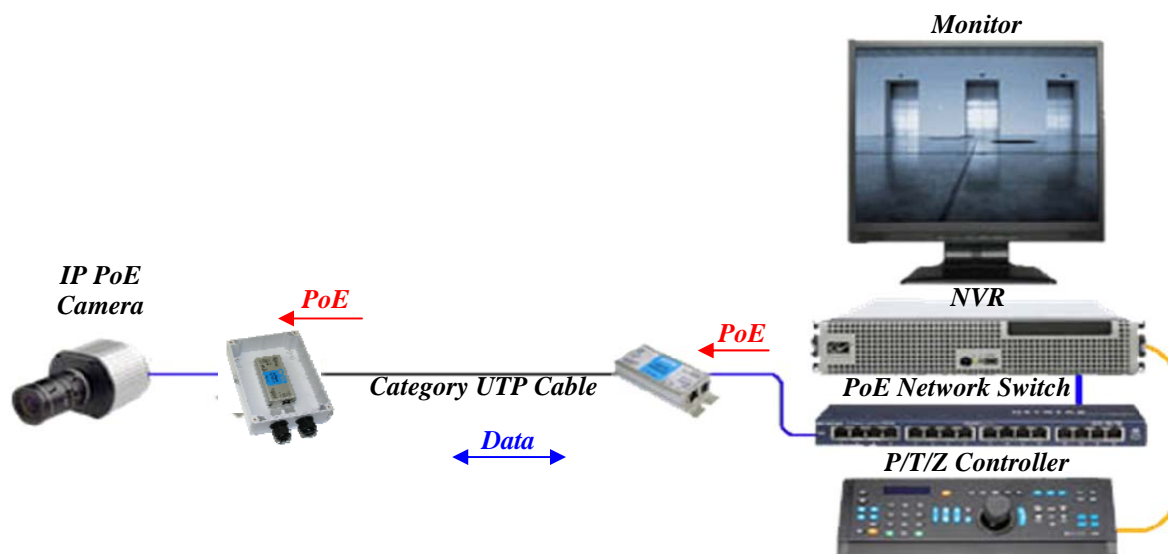 Monitor
IP PoE
Camera
PoE
NVR
PoE
Category UTP Cable
PoE Network Switch
Data
P/T/Z Controller